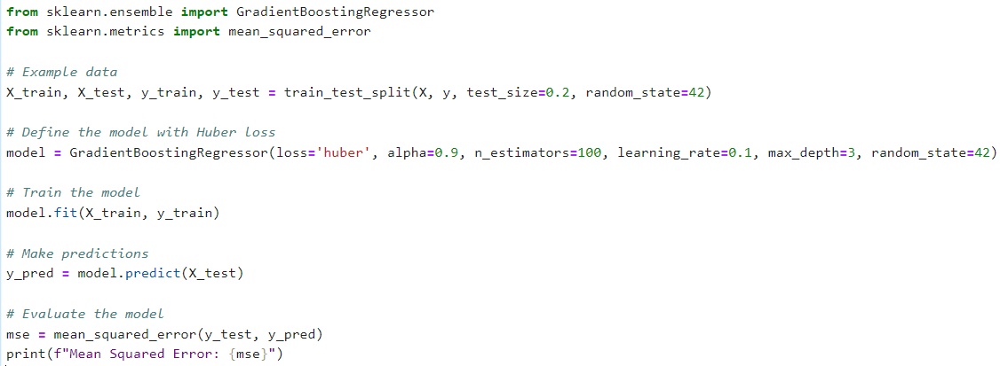 from sklearn.ensemble import GradientBoostingRegressor
from sklearn.metrics import mean_squared_error
# Example data
X_train, X_test, y_train, y_test = train_test_split(X, y, test_size=0.2, random_state=42)
# Define the model with Huber loss
model = GradientBoostingRegressor(loss='huber', alpha=0.9, n_estimators=100, learning_rate=0.1, max_depth=3, random_state=42)
# Train the model
model.fit(X_train, y_train)
# Make predictions
y_pred = model.predict(X_test)
# Evaluate the model
mse = mean_squared_error(y_test, y_pred)
print(f"Mean Squared Error: {mse}")